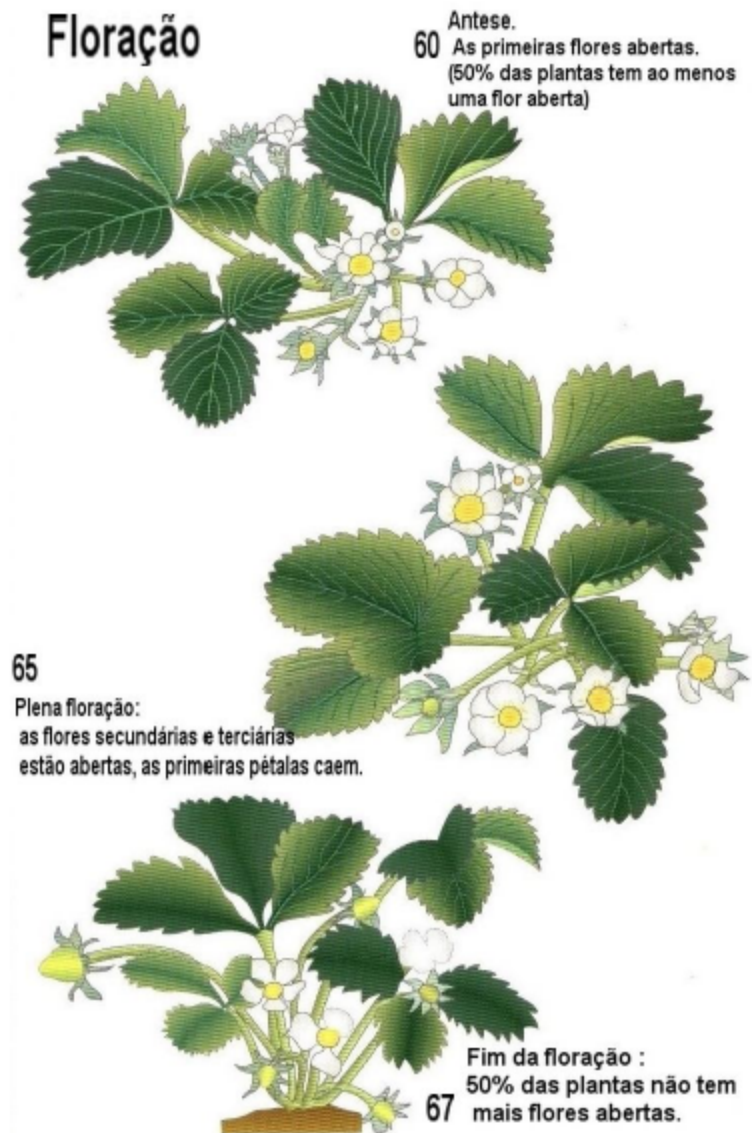 Floração
60
Antese.
As primeiras flores abertas.
(50% das plantas tem ao menos
uma flor aberta)
65
Plena floração:
as flores secundárias e terciárias
estão abertas, as primeiras pétalas caem.
67
Fim da floração :
50% das plantas não tem
mais flores abertas.